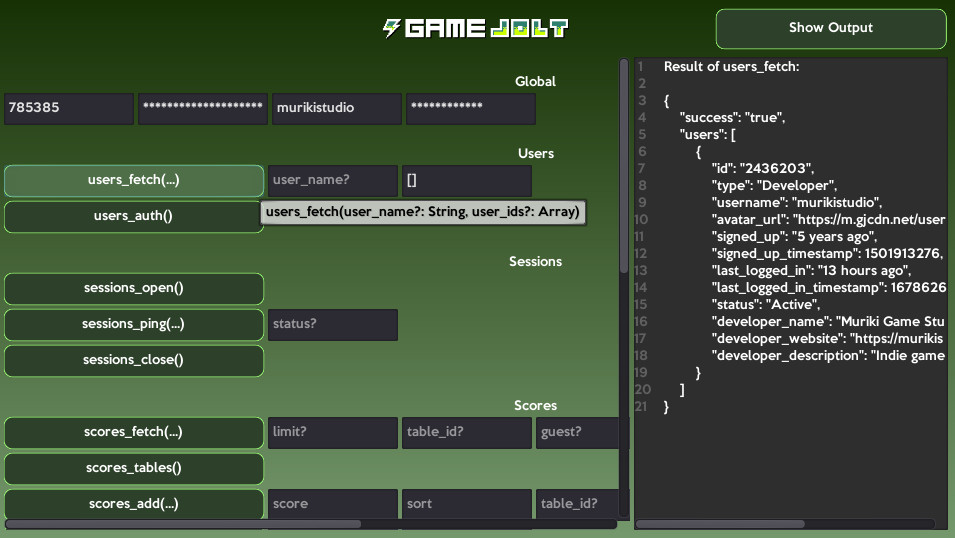 GAME JOLT
Show Output
Global
785385 ******************* murikistudio ************
Users
users_fetch(...) user_name? []
users_auth()
users_fetch(user_name?: String, user_ids?: Array)
Sessions
sessions_open()
sessions_ping(...) status?
sessions_close()
Scores
scores_fetch(...) limit? table_id? guest?
scores_tables()
scores_add(...) score sort table_id?
1 Result of users_fetch:
2
3 {
4 "success": "true",
5 "users": [
6 {
7 "id": "2436203",
8 "type": "Developer",
9 "username": "murikistudio",
10 "avatar_url": "https://m.gjcdn.net/user
11 "signed_up": "5 years ago",
12 "signed_up_timestamp": 1501913276,
13 "last_logged_in": "13 hours ago",
14 "last_logged_in_timestamp": 1678626
15 "status": "Active",
16 "developer_name": "Muriki Game Stu
17 "developer_website": "https://murikis
18 "developer_description": "Indie game
19 }
20 ]
21 }